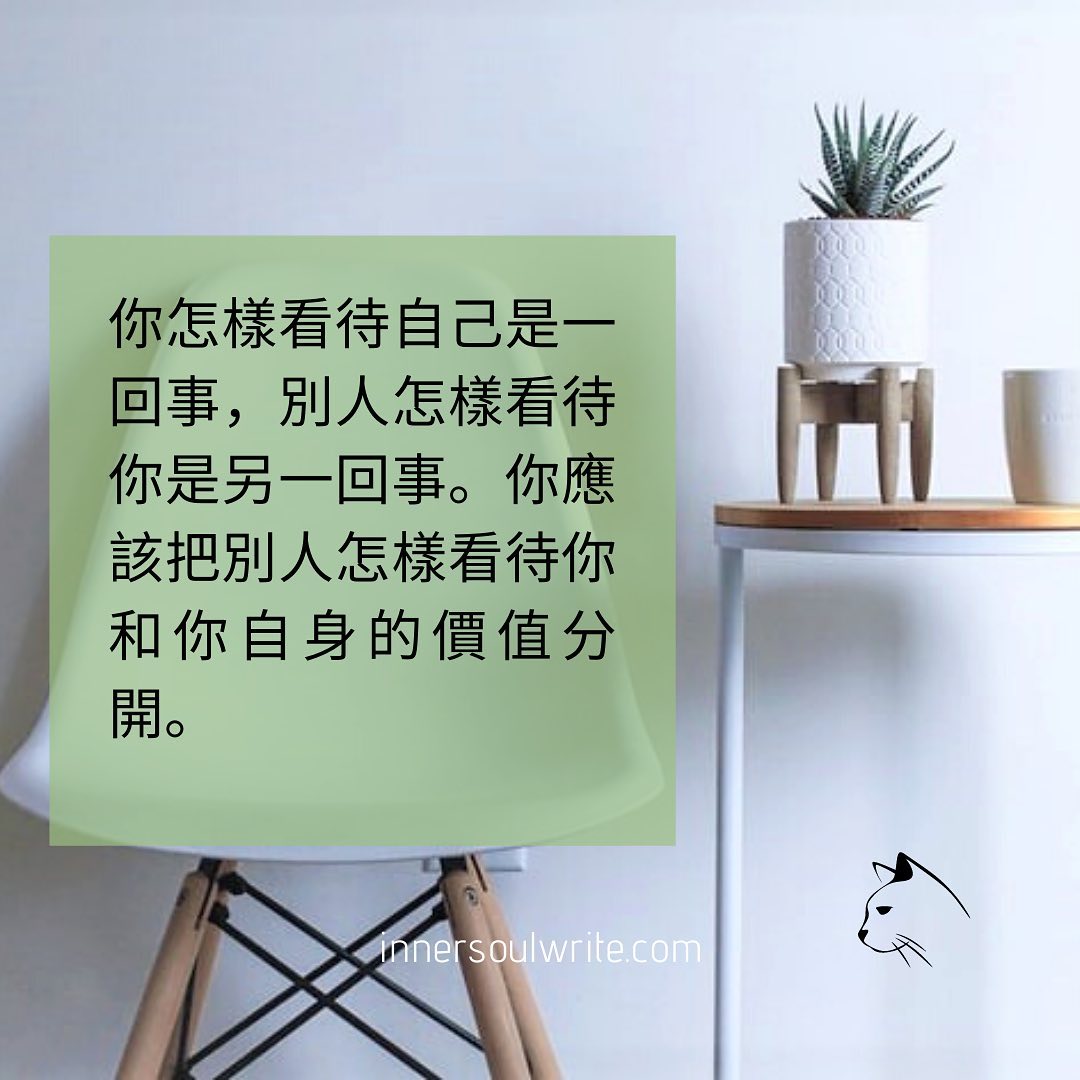 你怎樣看待自己是一
回事，別人怎樣看待
你是另一回事。你應
該把別人怎樣看待你
和你自身的價值分
開。
innersoulwrite.com